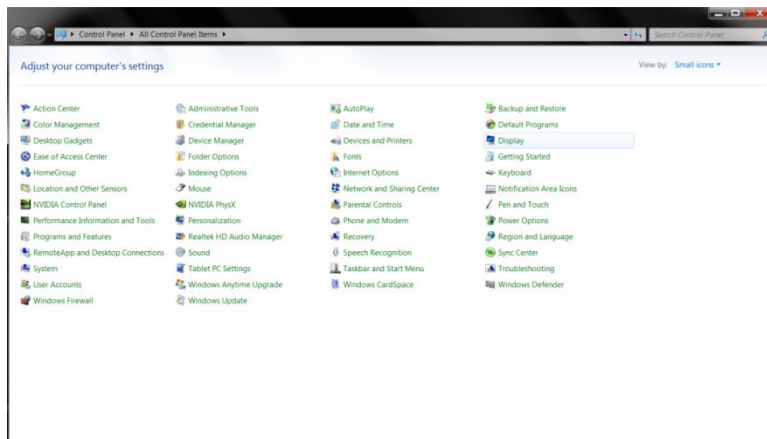 Control Panel ▸ All Control Panel Items ▸
Search Control Panel
Adjust your computer's settings
View by: Small icons
Action Center
Administrative Tools
AutoPlay
Backup and Restore
Color Management
Credential Manager
Date and Time
Default Programs
Desktop Gadgets
Device Manager
Devices and Printers
Display
Ease of Access Center
Folder Options
Fonts
Getting Started
HomeGroup
Indexing Options
Internet Options
Keyboard
Location and Other Sensors
Mouse
Network and Sharing Center
Notification Area Icons
NVIDIA Control Panel
NVIDIA PhysX
Parental Controls
Pen and Touch
Performance Information and Tools
Personalization
Phone and Modem
Power Options
Programs and Features
Realtek HD Audio Manager
Recovery
Region and Language
RemoteApp and Desktop Connections
Sound
Speech Recognition
Sync Center
System
Tablet PC Settings
Taskbar and Start Menu
Troubleshooting
User Accounts
Windows Anytime Upgrade
Windows CardSpace
Windows Defender
Windows Firewall
Windows Update